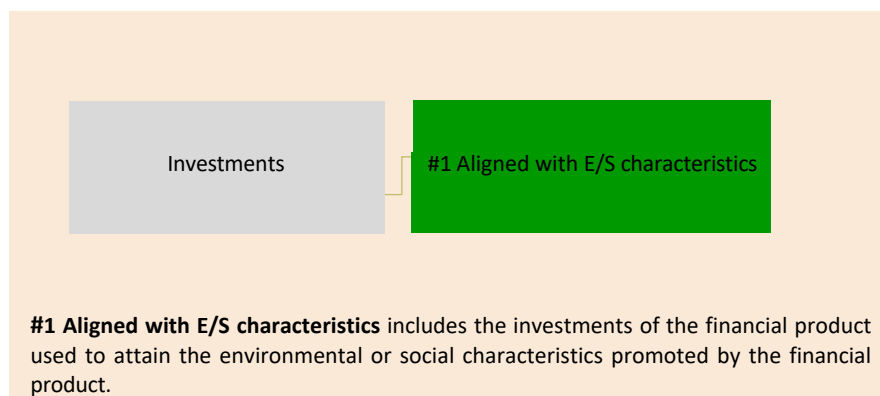 Investments
#1 Aligned with E/S characteristics
#1 Aligned with E/S characteristics includes the investments of the financial product
used to attain the environmental or social characteristics promoted by the financial
product.